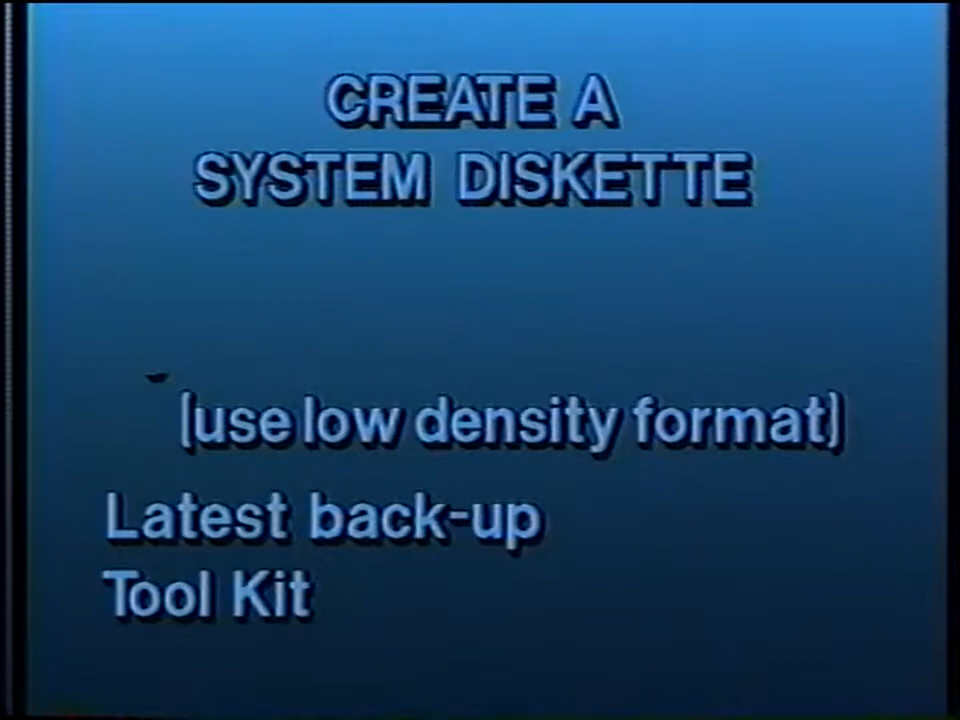 CREATE A
SYSTEM DISKETTE
(use low density format)
Latest back-up
Tool Kit